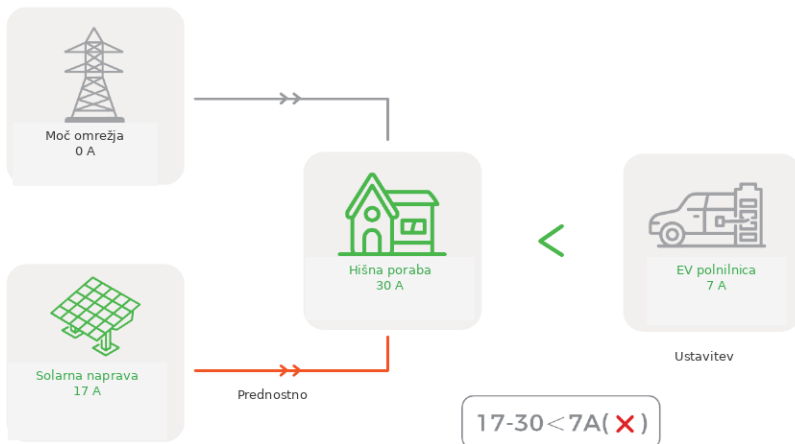 Moč omrežja
0 A
Hišna poraba
30 A
<
EV polnilnica
7 A
Ustavitev
Solarna naprava
17 A
Prednostno
17-30<7A(❌)